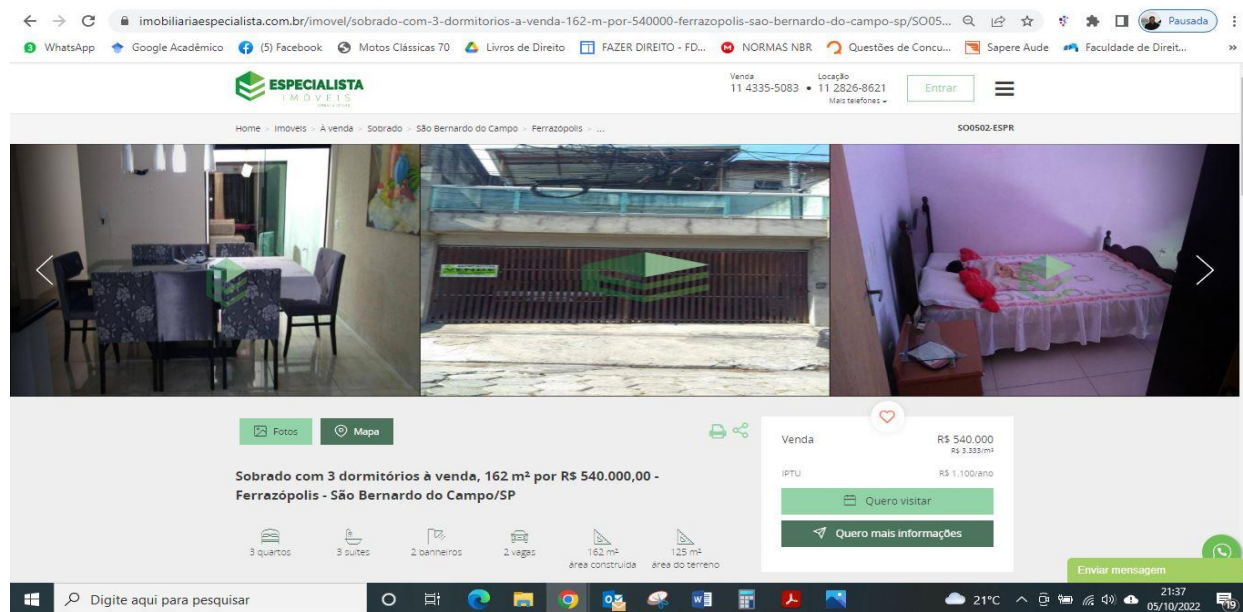 imobiliariaespecialista.com.br/imovel/sobrado-com-3-dormitorios-a-venda-162-m-por-540000-ferrazopolis-sao-bernardo-do-campo-sp/SO05...
Pausada
WhatsApp
Google Acadêmico
(5) Facebook
Motos Clássicas 70
Livros de Direito
FAZER DIREITO - FD...
NORMAS NBR
Questões de Concu...
Sapere Aude
Faculdade de Direit...
»
ESPECIALISTA
IMÓVEIS
Venda
11 4335-5083
Locação
11 2826-8621
Mais telefones
Entrar
Home > Imóveis > À venda > Sobrado > São Bernardo do Campo > Ferrazópolis > ...
SO0502-ESPR
VENDE
Fotos
Mapa
Sobrado com 3 dormitórios à venda, 162 m² por R$ 540.000,00 -
Ferrazópolis - São Bernardo do Campo/SP
3 quartos
3 suítes
2 banheiros
2 vagas
162 m²
área construída
125 m²
área do terreno
Venda
R$ 540.000
R$ 3.333/m²
IPTU
R$ 1.100/ano
Quero visitar
Quero mais informações
Enviar mensagem
Digite aqui para pesquisar
21°C
21:37
05/10/2022
19